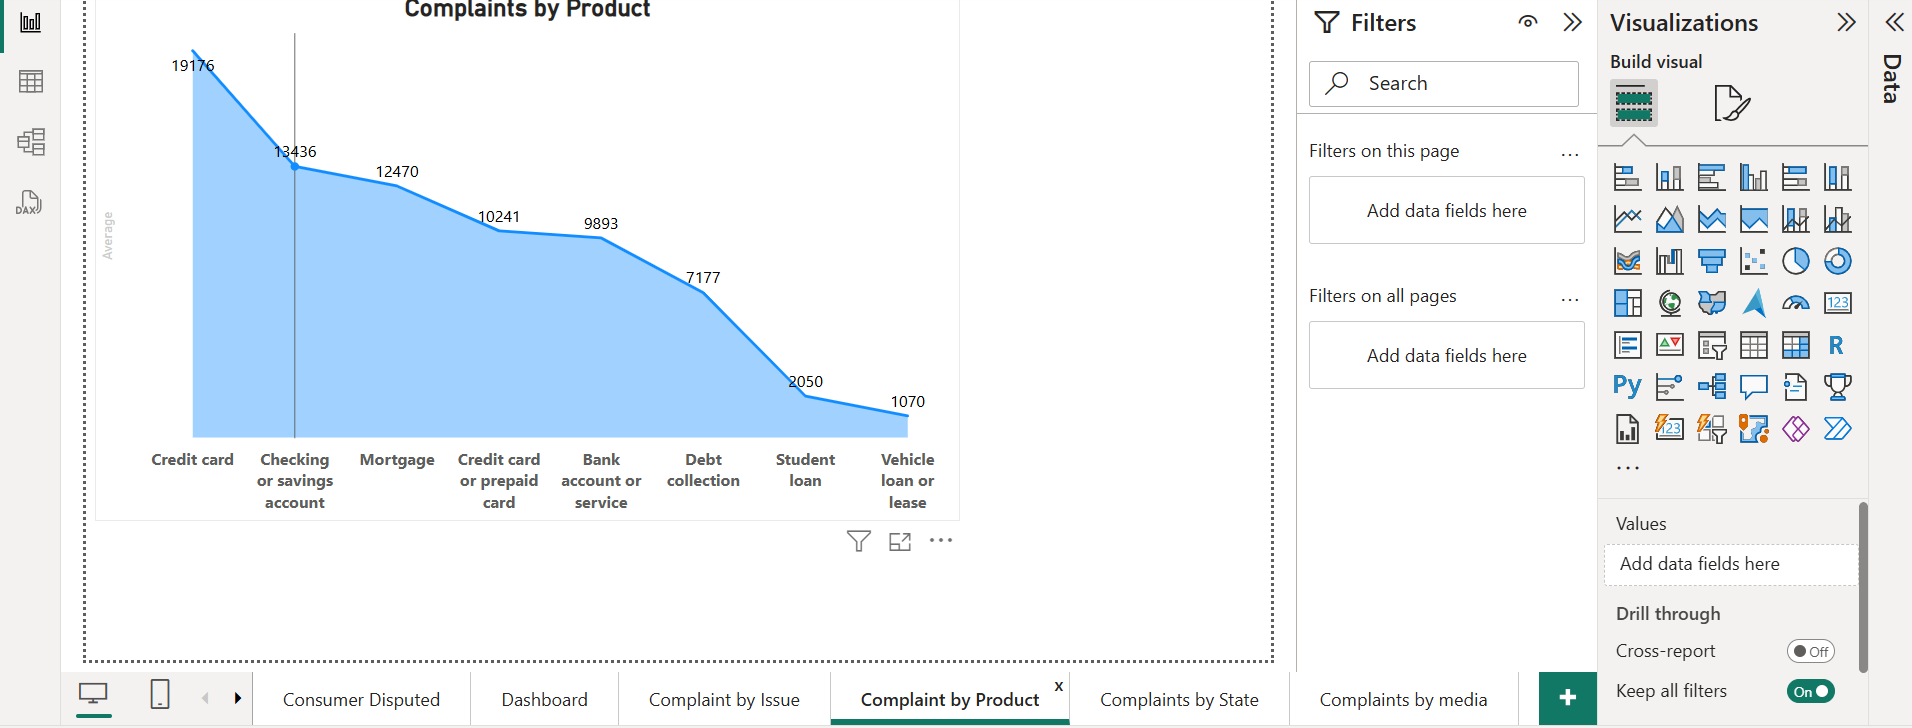 Complaints by Product
19176
13436
12470
10241
9893
7177
2050
1070
Average
Credit card
Checking
or savings
account
Mortgage
Credit card
or prepaid
card
Bank
account or
service
Debt
collection
Student
loan
Vehicle
loan or
lease
DAX
Filters
Search
Filters on this page
...
Add data fields here
Filters on all pages
...
Add data fields here
Visualizations
Build visual
123
R
Py
123
...
Values
Add data fields here
Drill through
Cross-report
Off
Keep all filters
On
Data
Consumer Disputed
Dashboard
Complaint by Issue
Complaint by Product
x
Complaints by State
Complaints by media
+